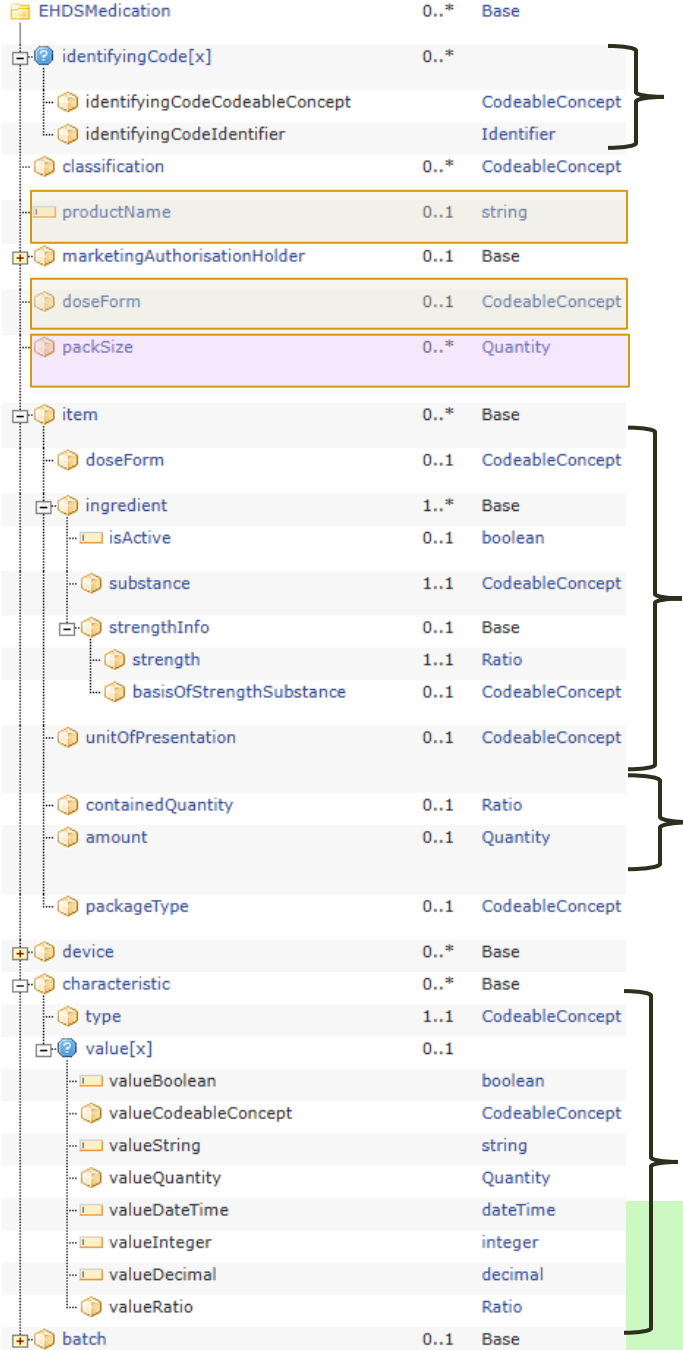 EHDSMedication 0..* Base
identifyingCode[x] 0..*
identifyingCodeCodeableConcept CodeableConcept
identifyingCodeIdentifier Identifier
classification 0..* CodeableConcept
productName 0..1 string
marketingAuthorisationHolder 0..1 Base
doseForm 0..1 CodeableConcept
packSize 0..* Quantity
item 0..* Base
doseForm 0..1 CodeableConcept
ingredient 1..* Base
isActive 0..1 boolean
substance 1..1 CodeableConcept
strengthInfo 0..1 Base
strength 1..1 Ratio
basisOfStrengthSubstance 0..1 CodeableConcept
unitOfPresentation 0..1 CodeableConcept
containedQuantity 0..1 Ratio
amount 0..1 Quantity
packageType 0..1 CodeableConcept
device 0..* Base
characteristic 0..* Base
type 1..1 CodeableConcept
value[x] 0..1
valueBoolean boolean
valueCodeableConcept CodeableConcept
valueString string
valueQuantity Quantity
valueDateTime dateTime
valueInteger integer
valueDecimal decimal
valueRatio Ratio
batch 0..1 Base